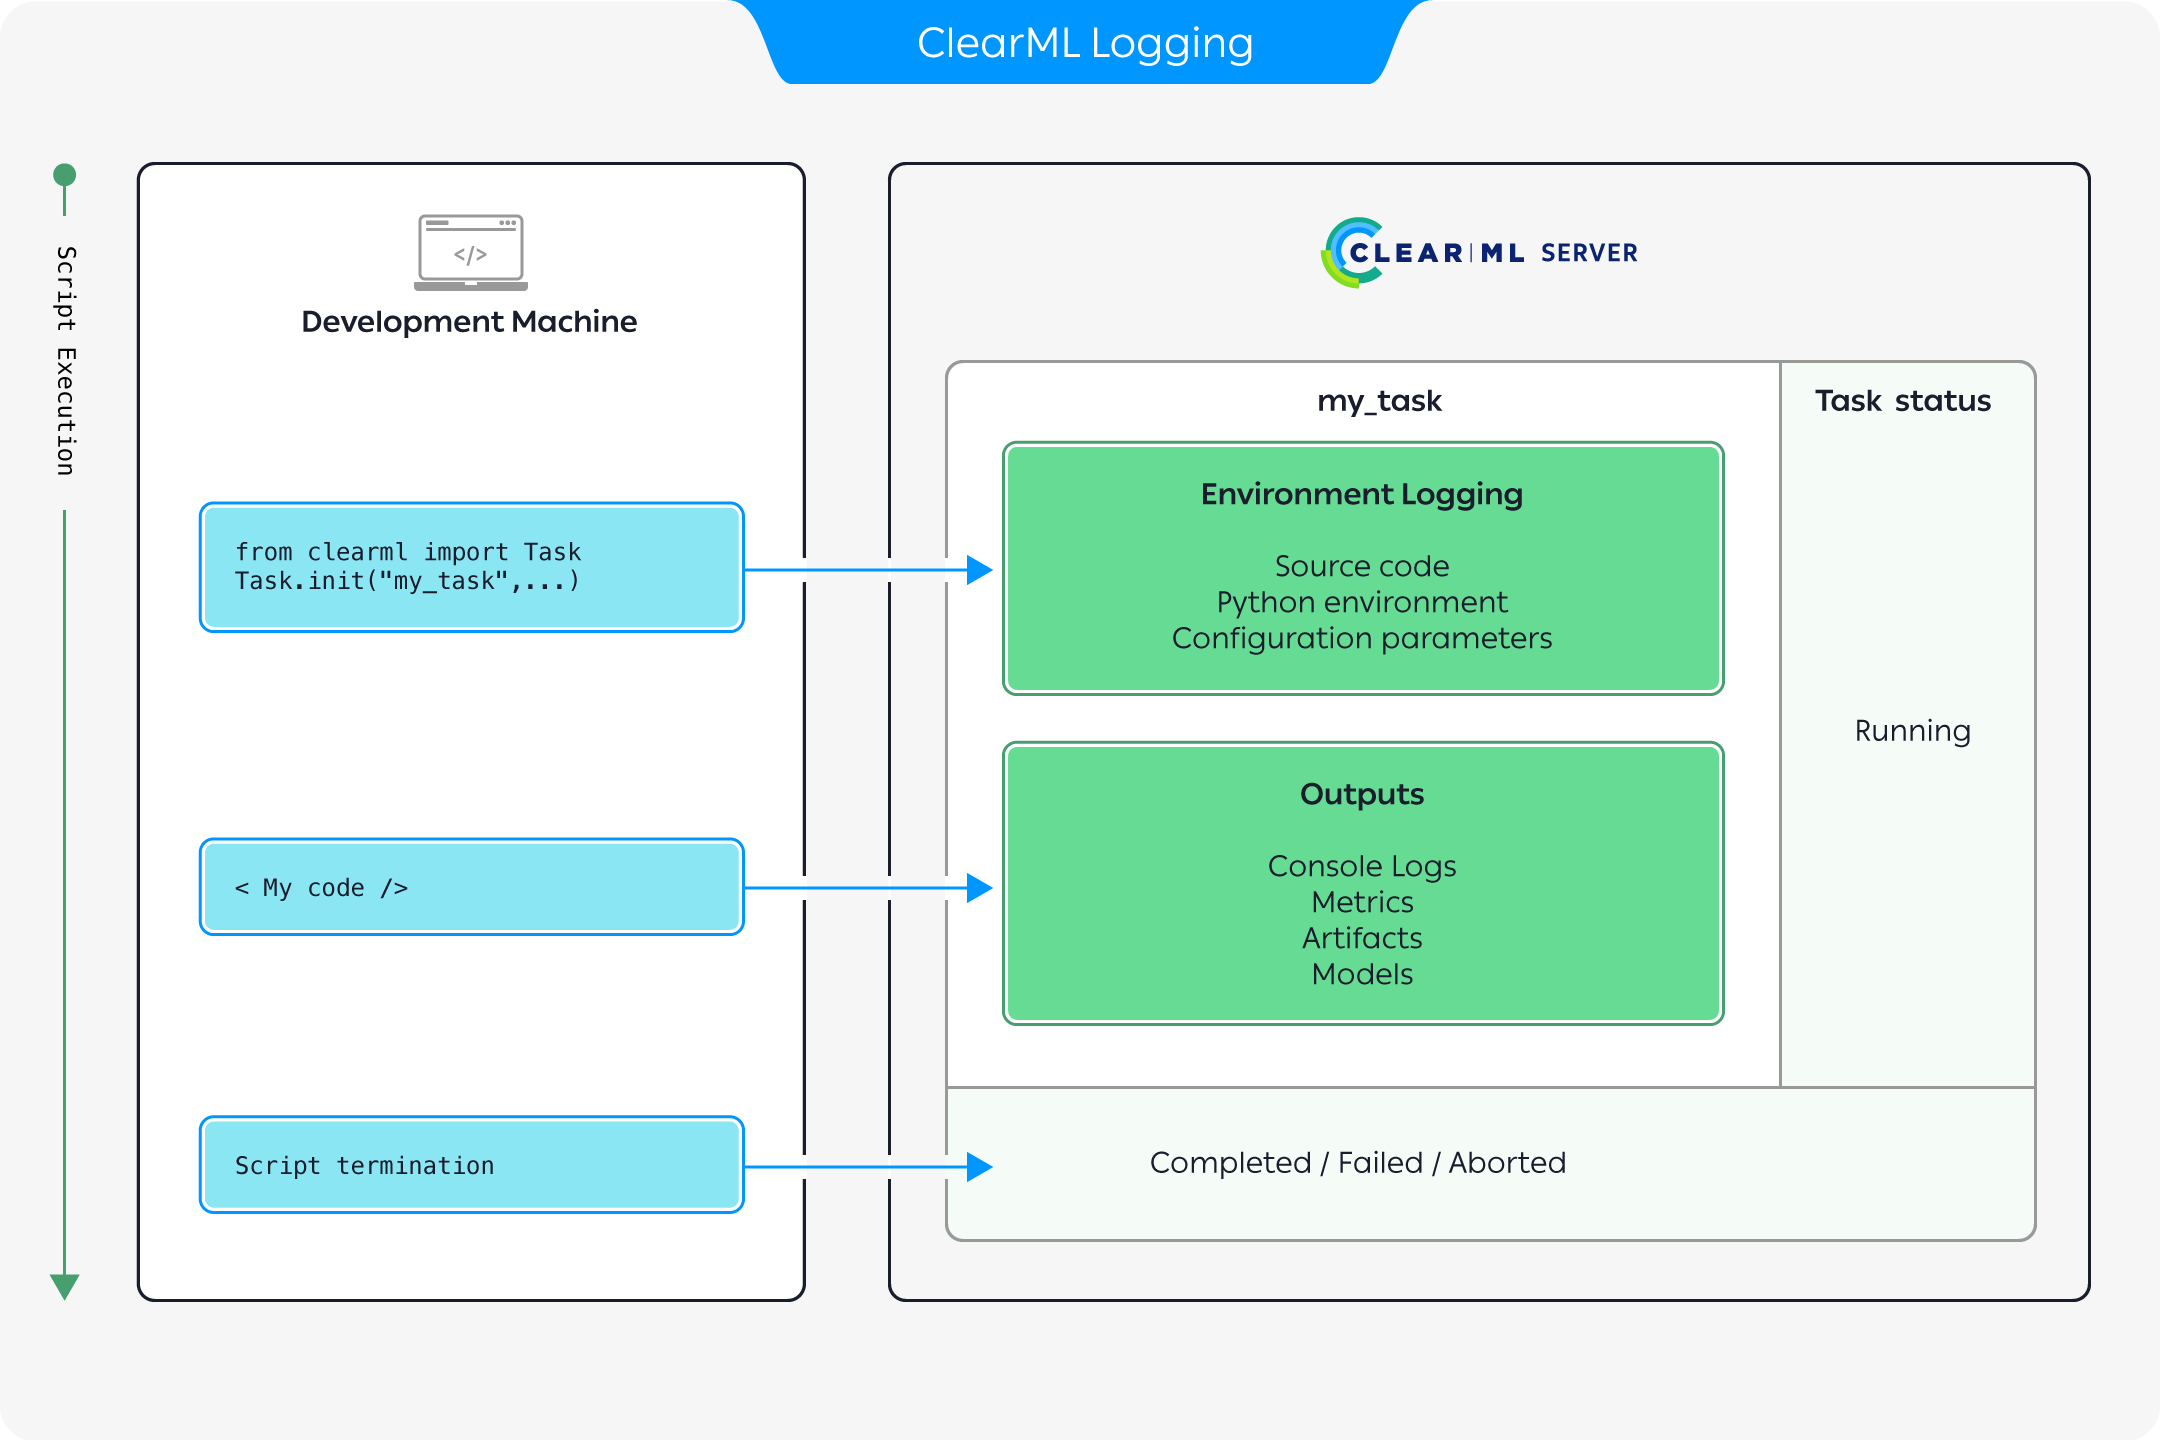 ClearML Logging
Script Execution
</>
Development Machine
from clearml import Task
Task.init("my_task",...)
< My code />
Script termination
CLEAR|ML SERVER
my_task
Task status
Environment Logging
Source code
Python environment
Configuration parameters
Running
Outputs
Console Logs
Metrics
Artifacts
Models
Completed / Failed / Aborted